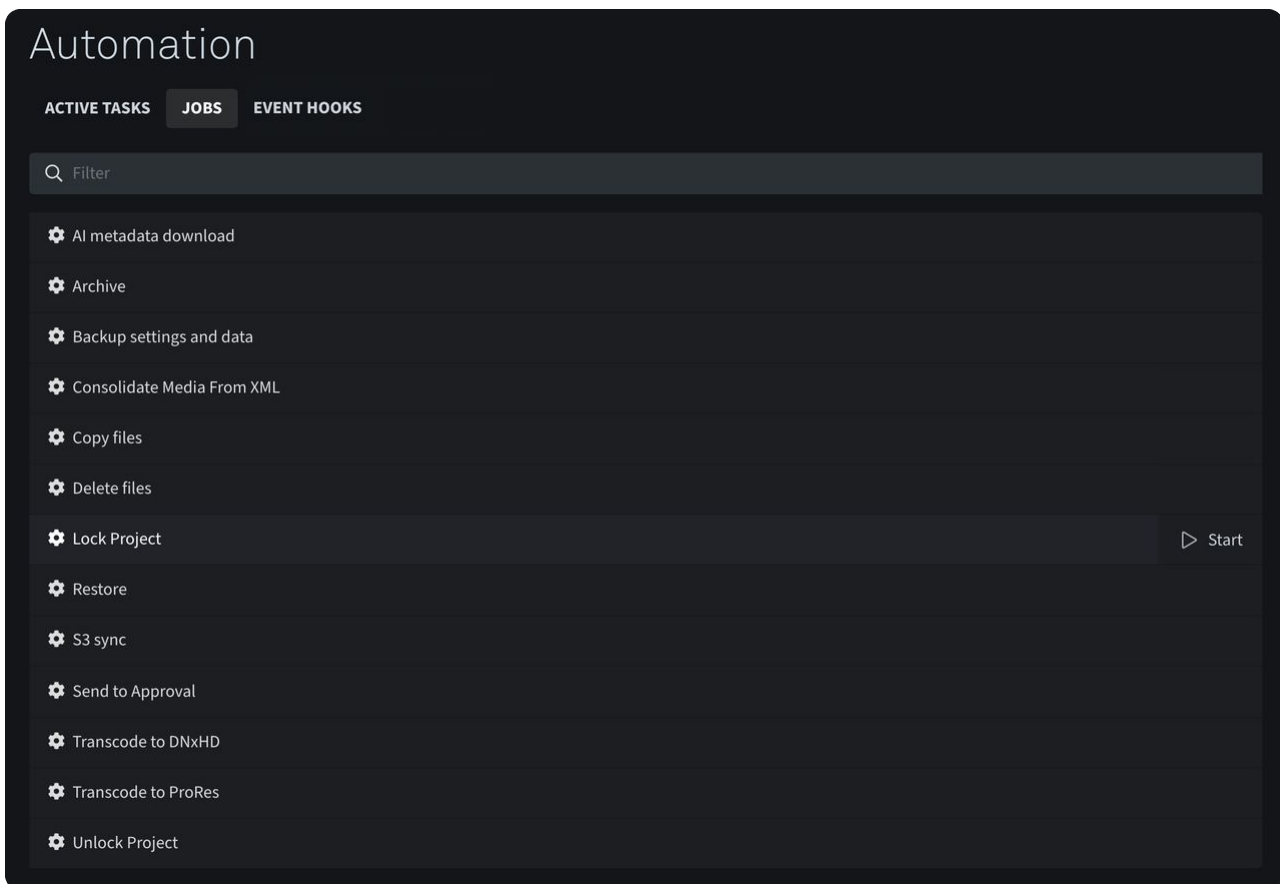 Automation
ACTIVE TASKS JOBS EVENT HOOKS
Filter
AI metadata download
Archive
Backup settings and data
Consolidate Media From XML
Copy files
Delete files
Lock Project Start
Restore
S3 sync
Send to Approval
Transcode to DNxHD
Transcode to ProRes
Unlock Project